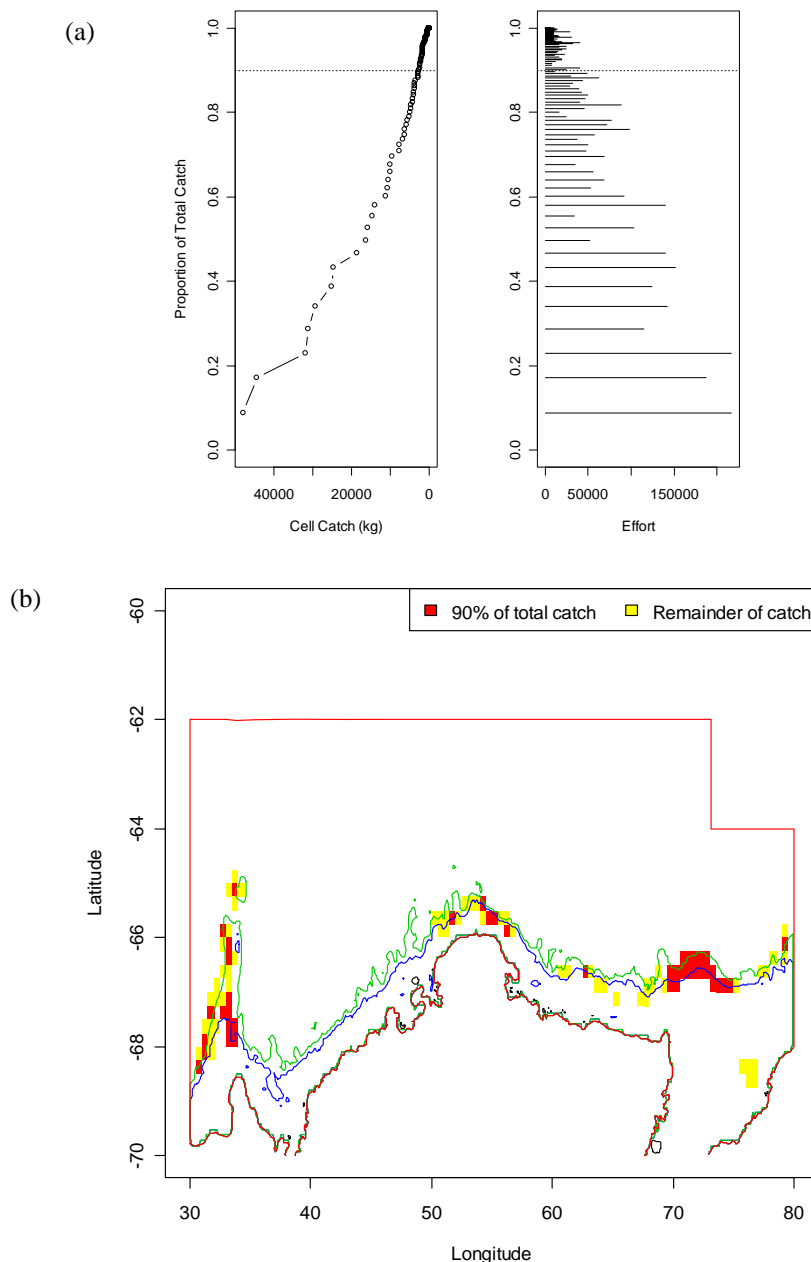 (a)
Proportion of Total Catch
1.0
0.8
0.6
0.4
0.2
0.0
40000 20000 0
Cell Catch (kg)
1.0
0.8
0.6
0.4
0.2
0.0
0 50000 150000
Effort
(b)
90% of total catch Remainder of catch
Latitude
-60
-62
-64
-66
-68
-70
30 40 50 60 70 80
Longitude